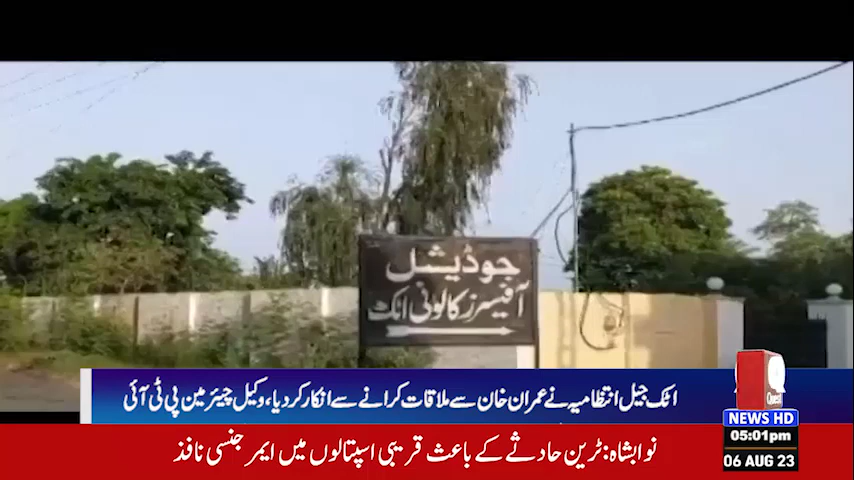 جوڈیشل
آفیسرز کالونی اٹک
اٹک جیل انتظامیہ نے عمران خان سے ملاقات کرانے سے انکار کر دیا، وکیل چیئرمین پی ٹی آئی
نوابشاہ: ٹرین حادثے کے باعث قریبی اسپتالوں میں ایمرجنسی نافذ
NEWS HD
05:01pm
06 AUG 23